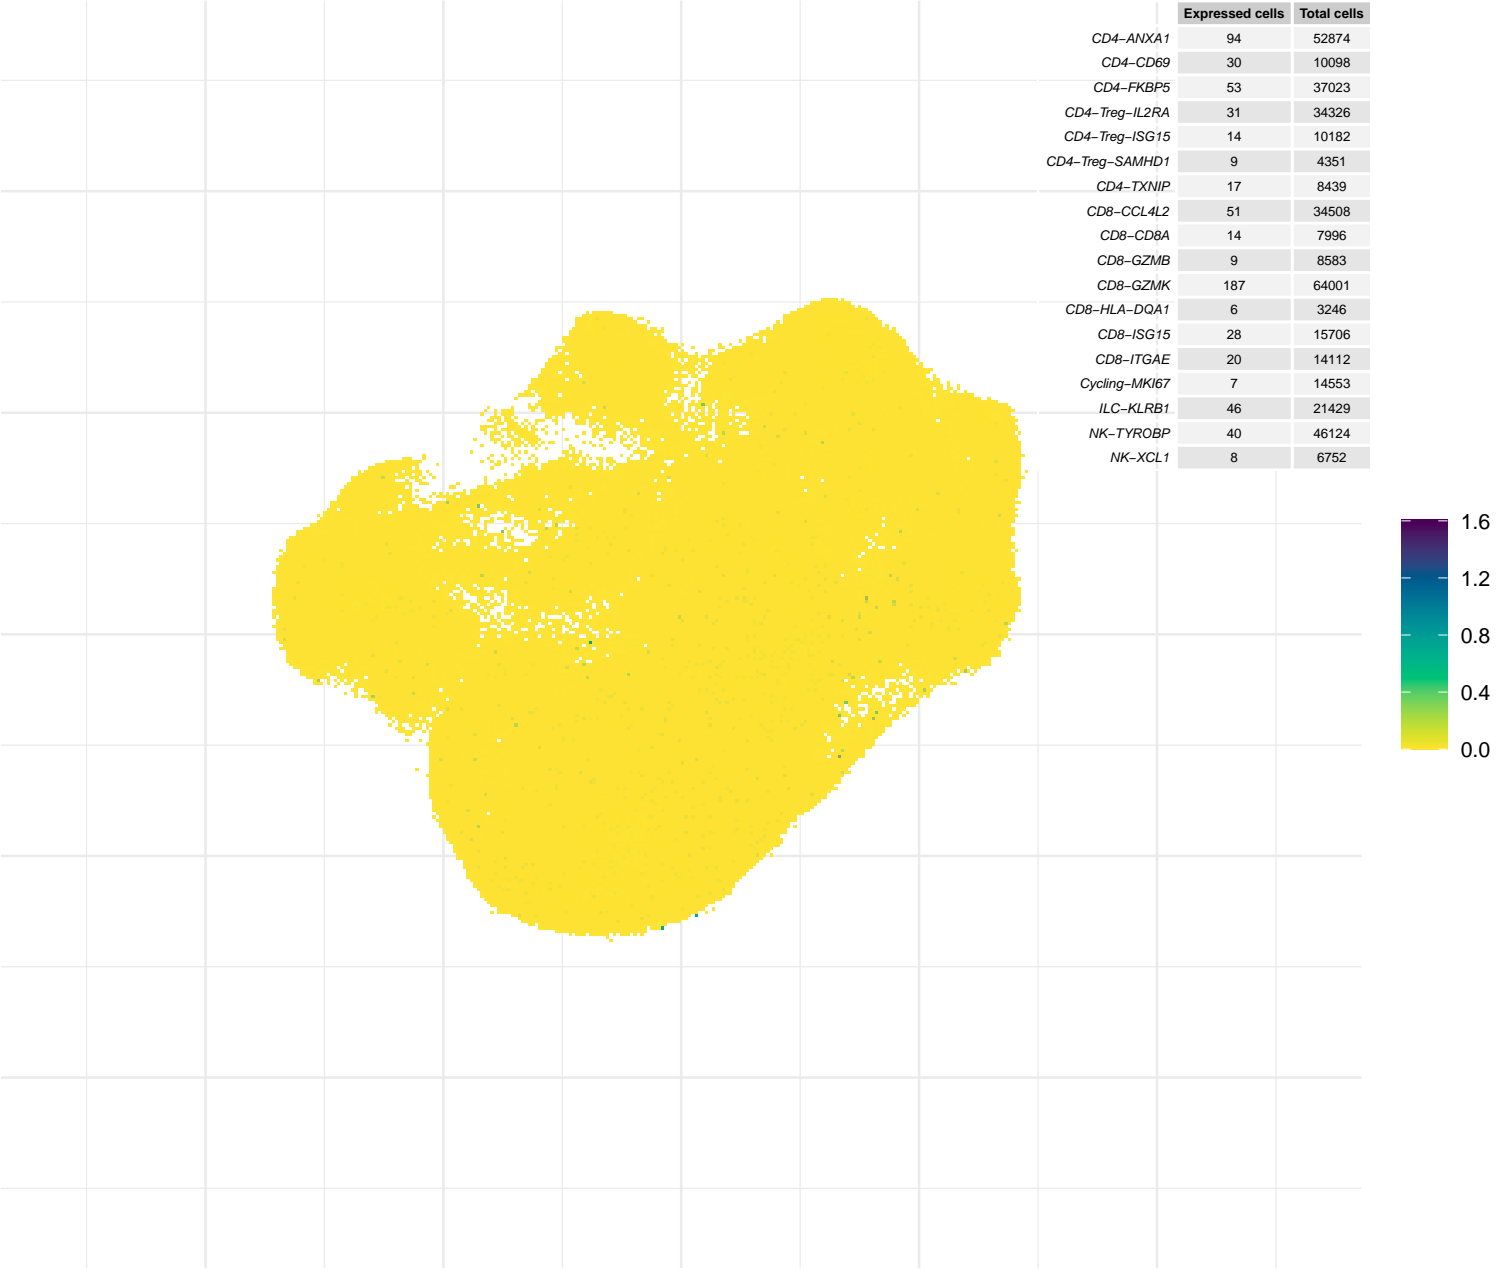 Expressed cells Total cells
CD4−ANXA1 94 52874
CD4−CD69 30 10098
CD4−FKBP5 53 37023
CD4−Treg−IL2RA 31 34326
CD4−Treg−ISG15 14 10182
CD4−Treg−SAMHD1 9 4351
CD4−TXNIP 17 8439
CD8−CCL4L2 51 34508
CD8−CD8A 14 7996
CD8−GZMB 9 8583
CD8−GZMK 187 64001
CD8−HLA−DQA1 6 3246
CD8−ISG15 28 15706
CD8−ITGAE 20 14112
Cycling−MKI67 7 14553
ILC−KLRB1 46 21429
NK−TYROBP 40 46124
NK−XCL1 8 6752
1.6
1.2
0.8
0.4
0.0